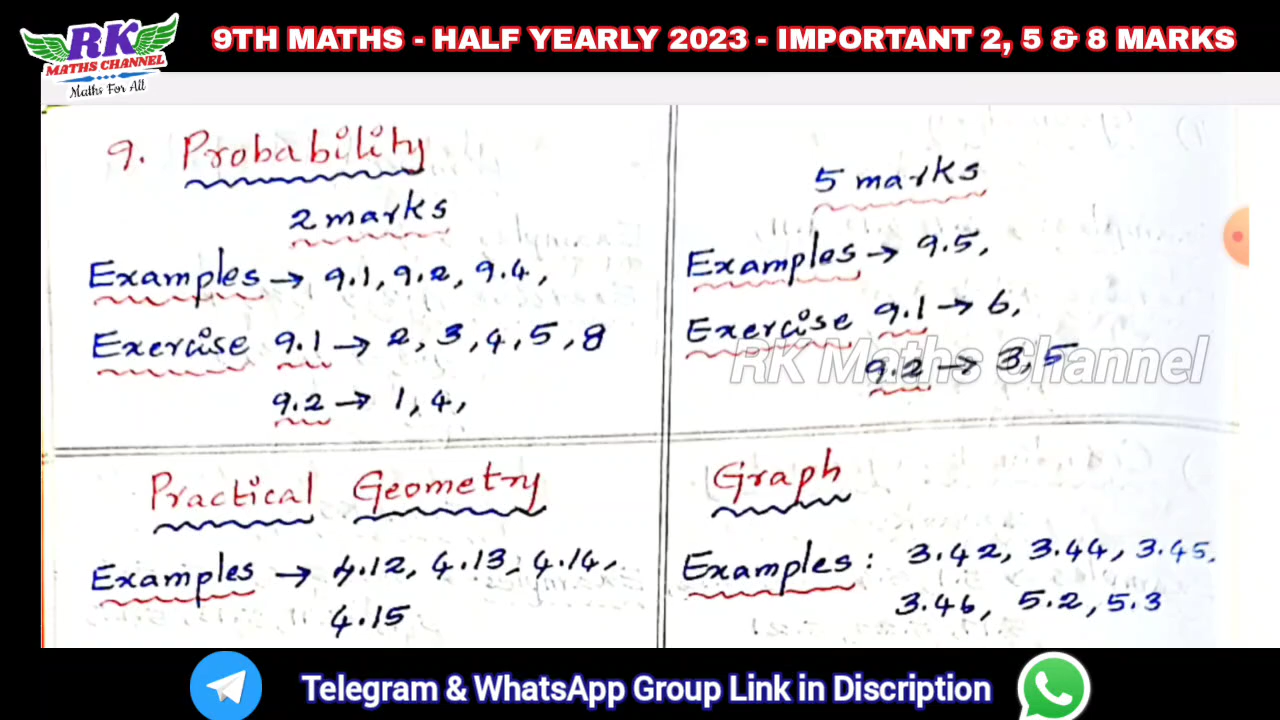 RK
MATHS CHANNEL
Maths For All
9TH MATHS - HALF YEARLY 2023 - IMPORTANT 2, 5 & 8 MARKS
9. Probability
2 marks
Examples → 9.1, 9.2, 9.4,
Exercise 9.1 → 2, 3, 4, 5, 8
9.2 → 1, 4,
5 marks
Examples → 9.5,
Exercise 9.1 → 6,
9.2 → 3, 5
RK Maths Channel
Practical Geometry
Examples → 4.12, 4.13, 4.14,
4.15
Graph
Examples : 3.42, 3.44, 3.45,
3.46, 5.2, 5.3
Telegram & WhatsApp Group Link in Discription